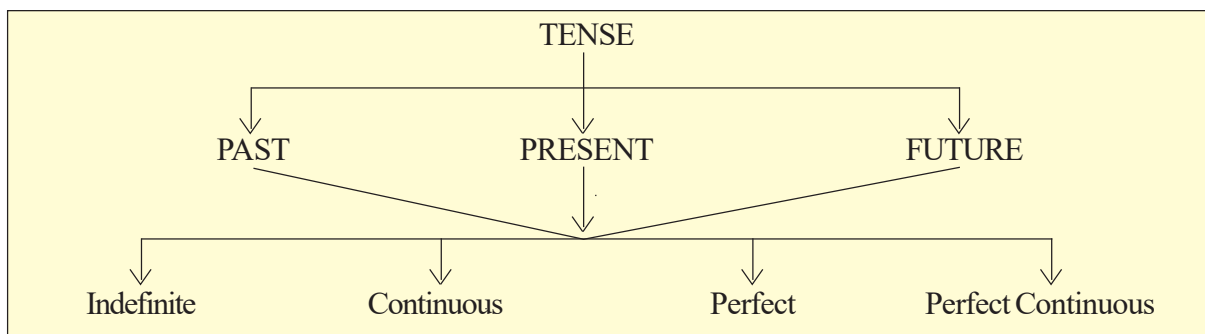 TENSE
PAST PRESENT FUTURE
Indefinite Continuous Perfect Perfect Continuous